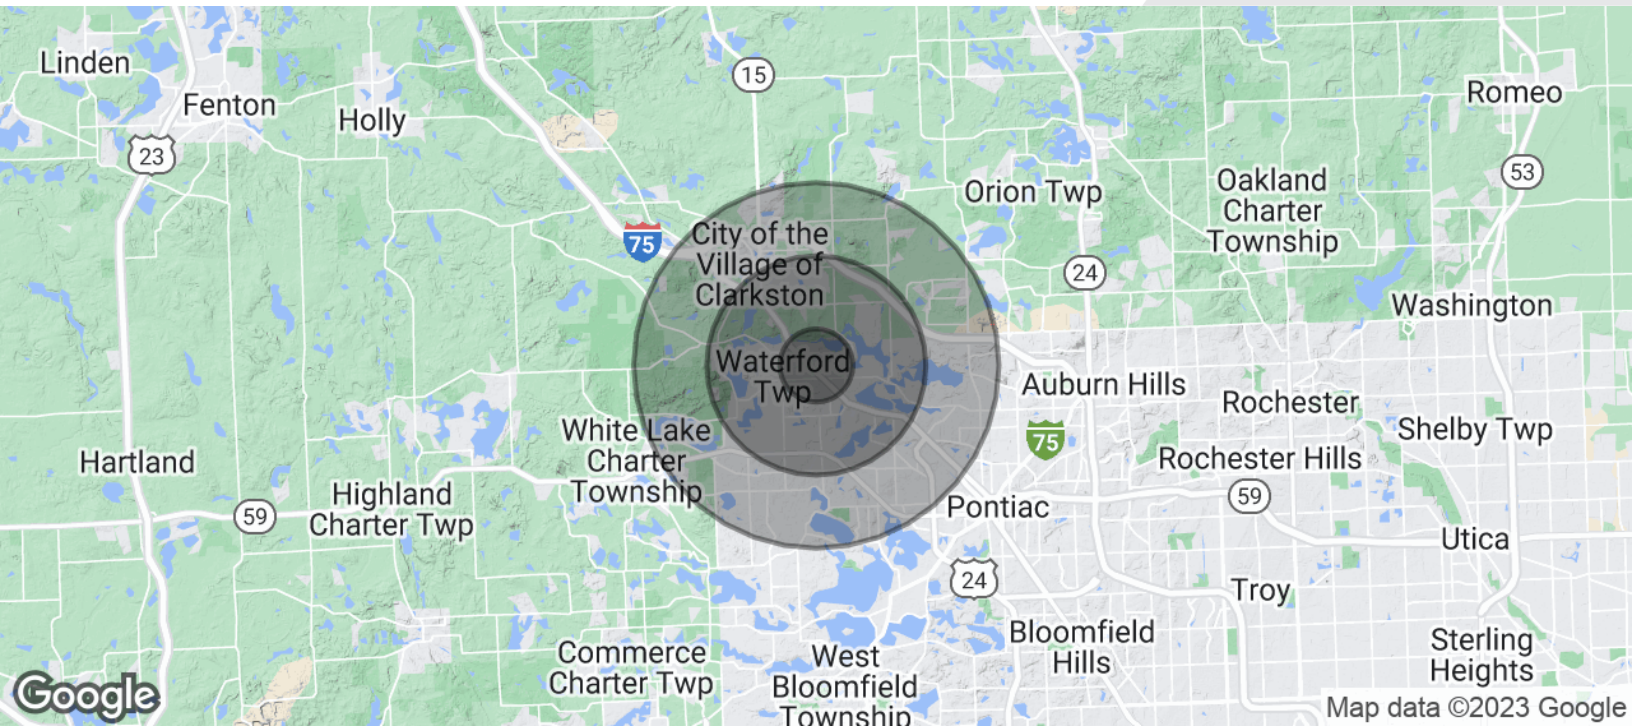 Linden
Fenton
Holly
23
15
75
Romeo
53
Orion Twp
Oakland
Charter
Township
24
City of the
Village of
Clarkston
Washington
Waterford
Twp
Auburn Hills
Rochester
75
Shelby Twp
White Lake
Charter
Township
Hartland
Rochester Hills
59
Highland
Charter Twp
59
Pontiac
Utica
24
Troy
Bloomfield
Hills
Commerce
Charter Twp
West
Bloomfield
Township
Sterling
Heights
Google
Map data ©2023 Google